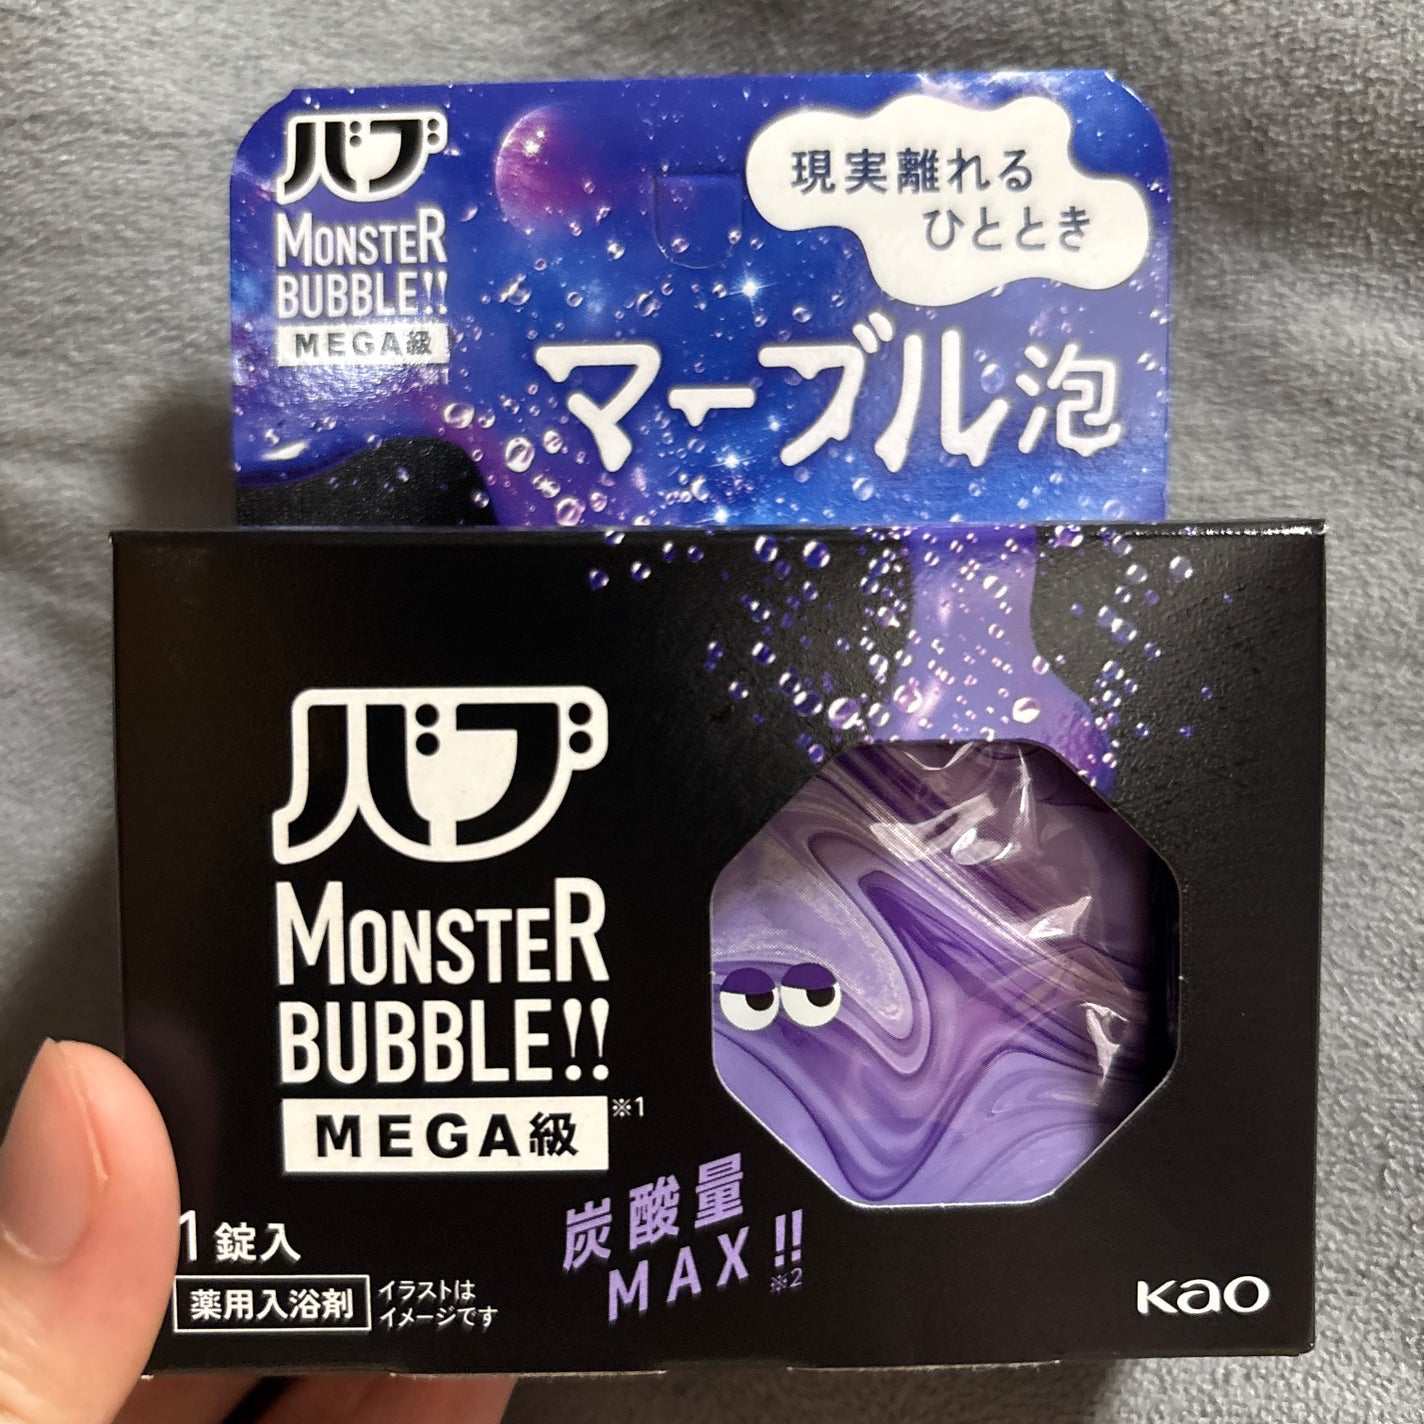 バブ
MONSTER
BUBBLE!!
MEGA級
現実離れる
ひととき
マーブル泡
バブ
MONSTER
BUBBLE!!
MEGA級※1
炭酸量
MAX!!※2
1錠入
薬用入浴剤
イラストは
イメージです
Kao